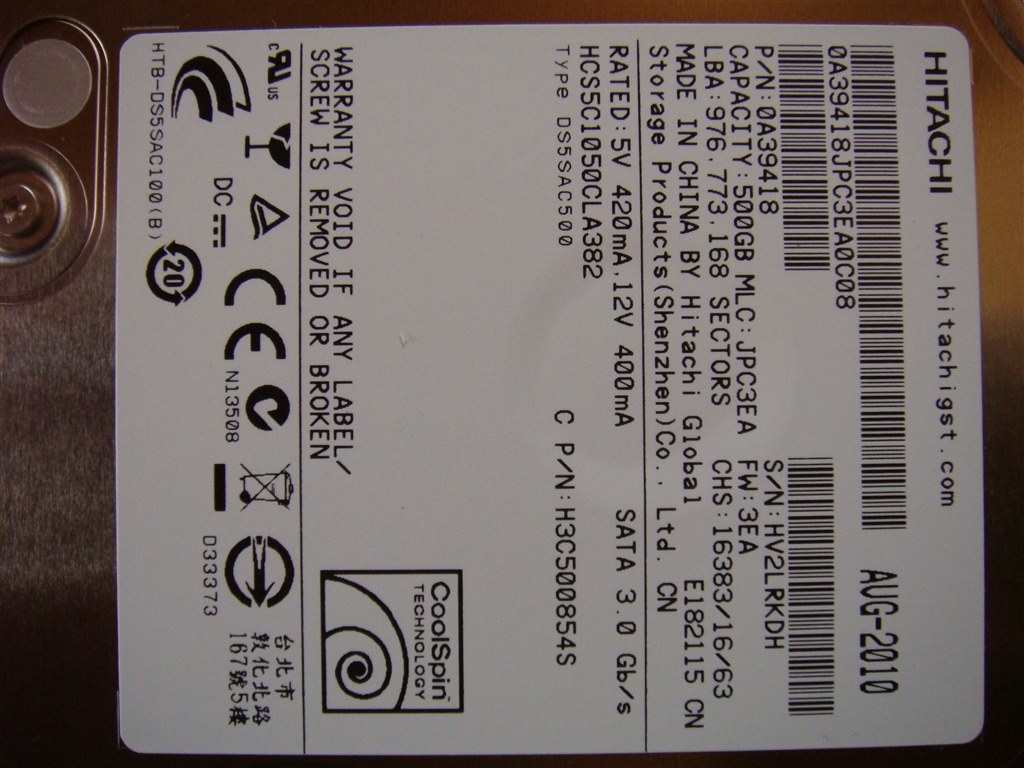 HITACHI www.hitachigst.com
0A39418JPC3EA0C08 AUG-2010
P/N:0A39418 S/N:HV2LRKDH
CAPACITY:500GB MLC:JPC3EA FW:3EA
LBA:976,773,168 SECTORS CHS:16383/16/63
MADE IN CHINA BY Hitachi Global E182115 CN
Storage Products(Shenzhen)Co., Ltd. CN
RATED:5V 420mA,12V 400mA SATA 3.0 Gb/s
HCS5C1050CLA382
Type DS5SAC500 C P/N:H3C5008854S
CoolSpin™
TECHNOLOGY
WARRANTY VOID IF ANY LABEL/
SCREW IS REMOVED OR BROKEN
c RU US
DC
CE
N13508
D33373
HTB-DS5SAC100(B)
20
台北市
敦化北路
167號5樓